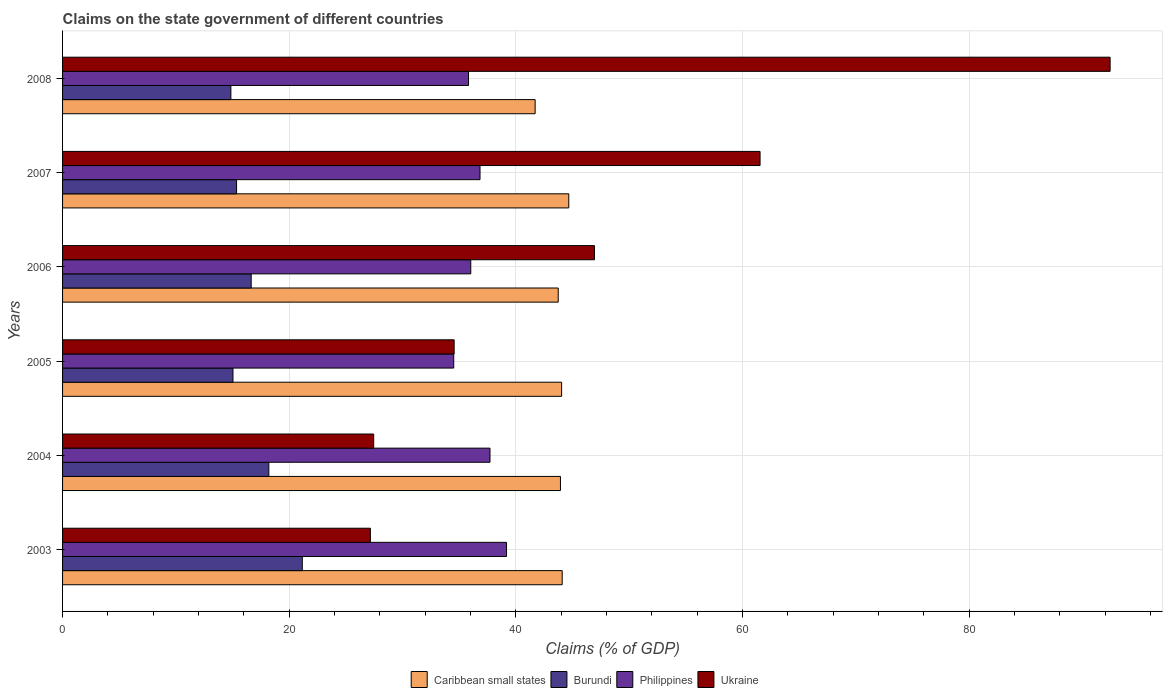 Claims on the state government of different countries
2008
2007
2006
2005
2004
2003
Years
0
20
40
60
80
Claims (% of GDP)
Caribbean small states
Burundi
Philippines
Ukraine